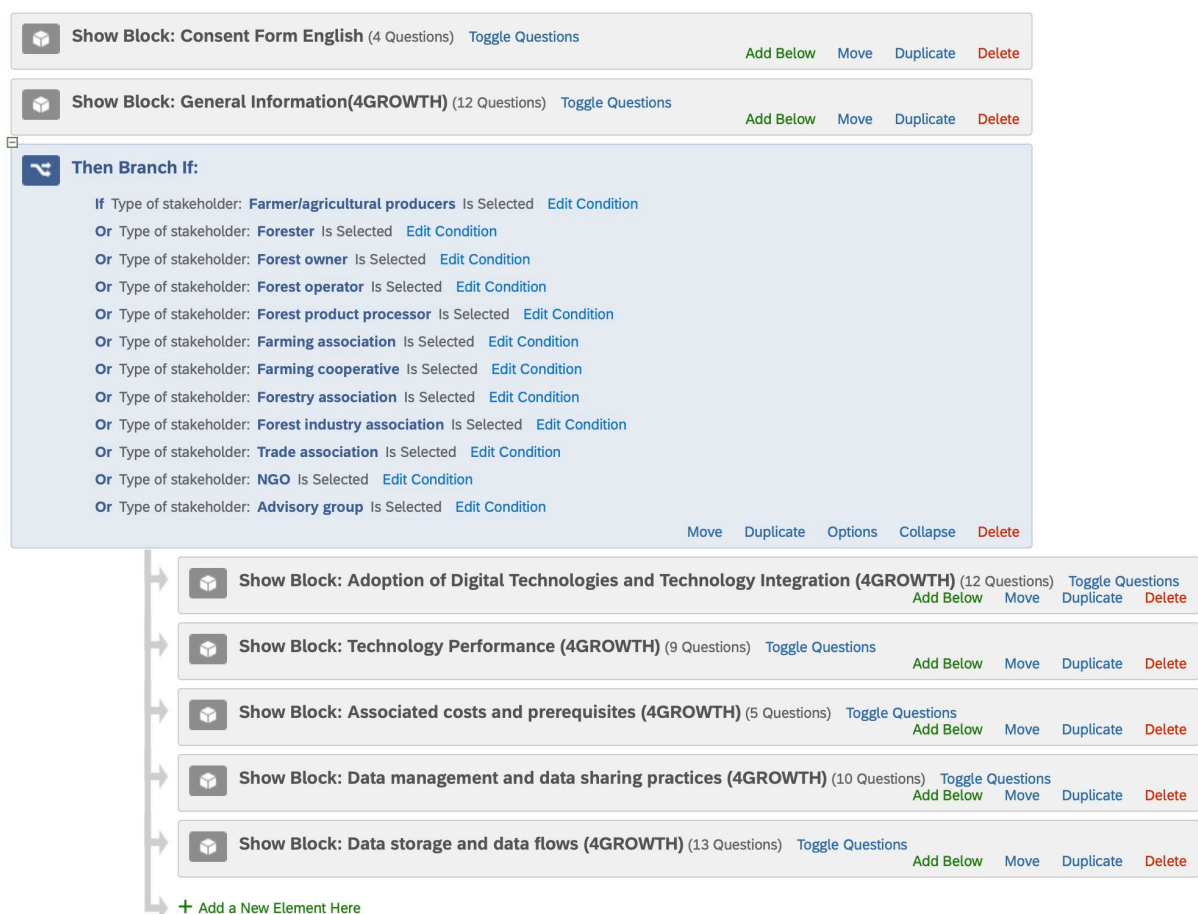 Show Block: Consent Form English (4 Questions) Toggle Questions
Add Below Move Duplicate Delete
Show Block: General Information(4GROWTH) (12 Questions) Toggle Questions
Add Below Move Duplicate Delete
Then Branch If:
If Type of stakeholder: Farmer/agricultural producers Is Selected Edit Condition
Or Type of stakeholder: Forester Is Selected Edit Condition
Or Type of stakeholder: Forest owner Is Selected Edit Condition
Or Type of stakeholder: Forest operator Is Selected Edit Condition
Or Type of stakeholder: Forest product processor Is Selected Edit Condition
Or Type of stakeholder: Farming association Is Selected Edit Condition
Or Type of stakeholder: Farming cooperative Is Selected Edit Condition
Or Type of stakeholder: Forestry association Is Selected Edit Condition
Or Type of stakeholder: Forest industry association Is Selected Edit Condition
Or Type of stakeholder: Trade association Is Selected Edit Condition
Or Type of stakeholder: NGO Is Selected Edit Condition
Or Type of stakeholder: Advisory group Is Selected Edit Condition
Move Duplicate Options Collapse Delete
Show Block: Adoption of Digital Technologies and Technology Integration (4GROWTH) (12 Questions) Toggle Questions
Add Below Move Duplicate Delete
Show Block: Technology Performance (4GROWTH) (9 Questions) Toggle Questions
Add Below Move Duplicate Delete
Show Block: Associated costs and prerequisites (4GROWTH) (5 Questions) Toggle Questions
Add Below Move Duplicate Delete
Show Block: Data management and data sharing practices (4GROWTH) (10 Questions) Toggle Questions
Add Below Move Duplicate Delete
Show Block: Data storage and data flows (4GROWTH) (13 Questions) Toggle Questions
Add Below Move Duplicate Delete
+ Add a New Element Here